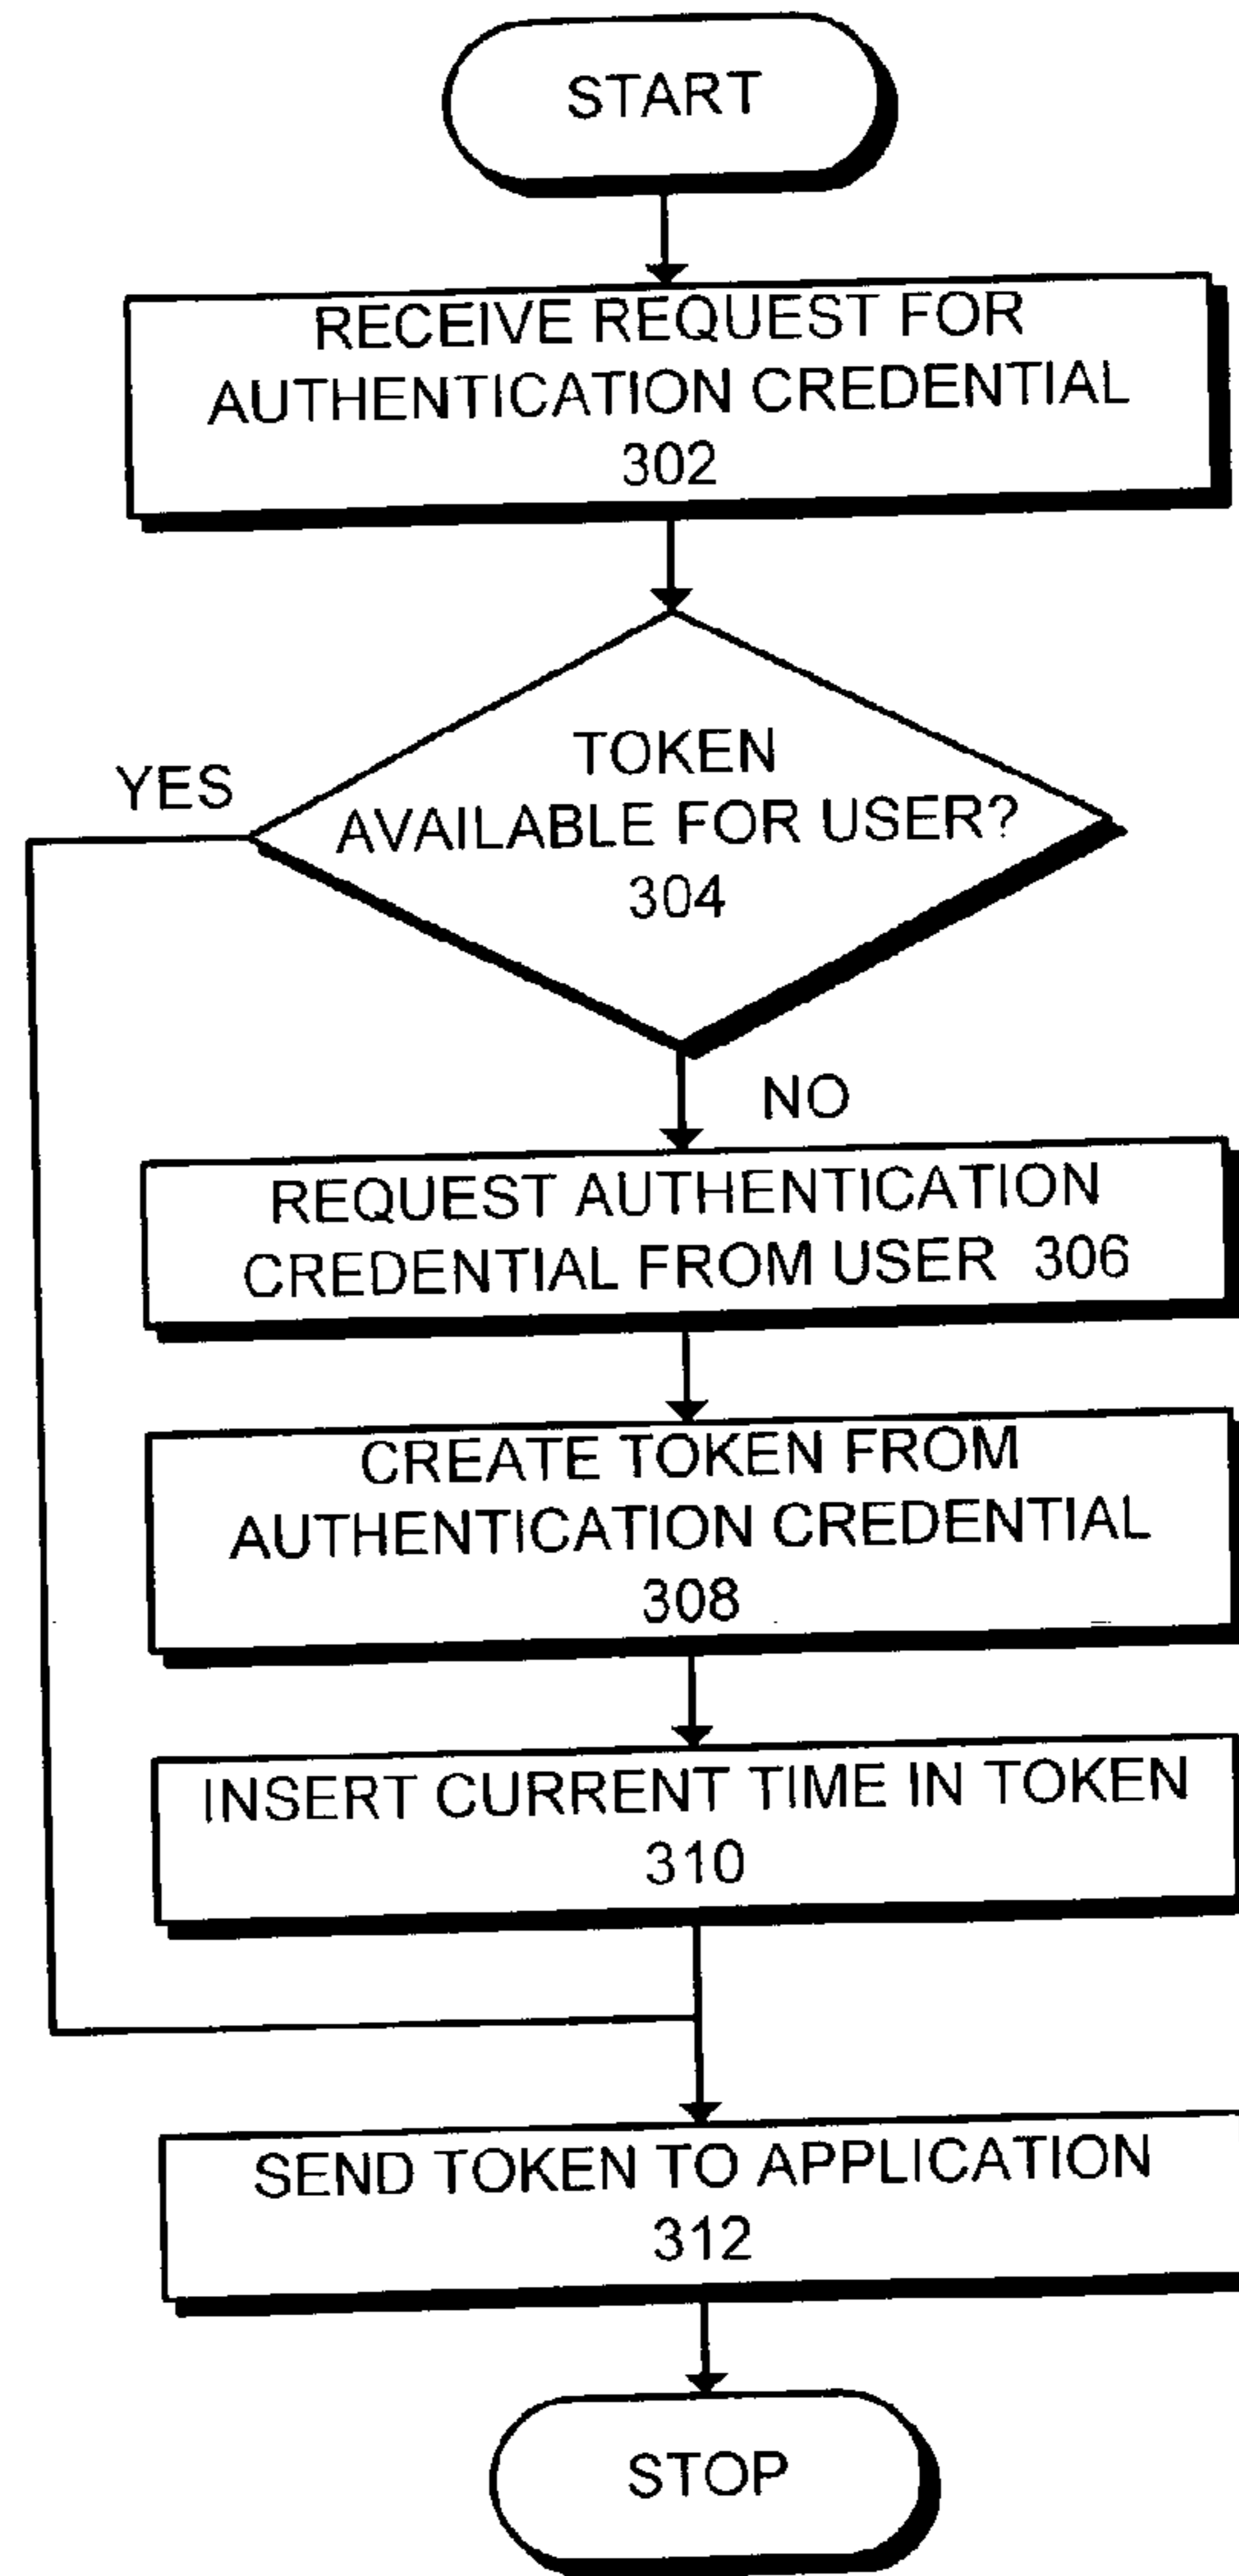 START
RECEIVE REQUEST FOR
AUTHENTICATION CREDENTIAL
302
TOKEN
AVAILABLE FOR USER?
304
YES
NO
REQUEST AUTHENTICATION
CREDENTIAL FROM USER 306
CREATE TOKEN FROM
AUTHENTICATION CREDENTIAL
308
INSERT CURRENT TIME IN TOKEN
310
SEND TOKEN TO APPLICATION
312
STOP